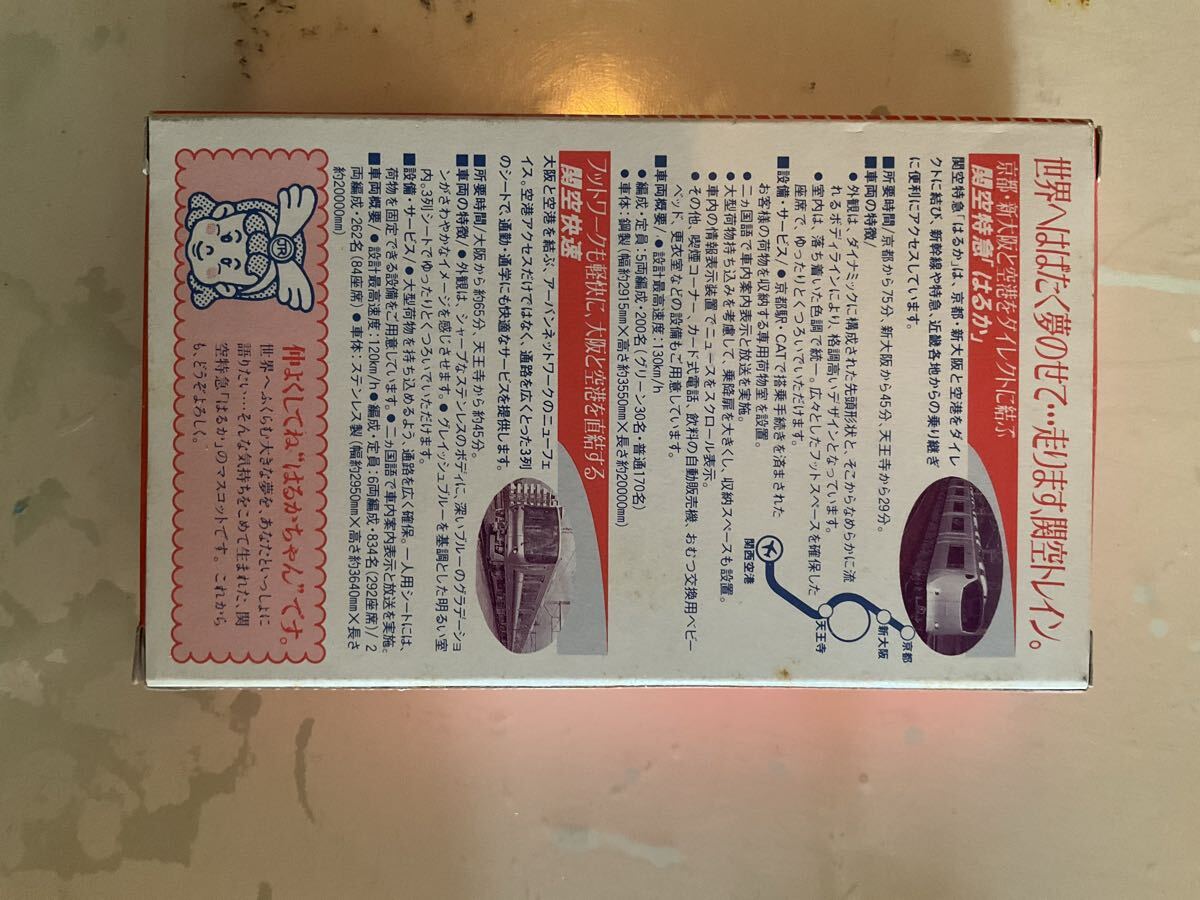 世界へはばたく夢のせて…走ります、関空トレイン。
京都・新大阪と空港をダイレクトに結ぶ
関空特急「はるか」
関空特急「はるか」は、京都・新大阪と空港をダイレ
クトに結び、新幹線や特急、近畿各地からの乗り継ぎ
に便利にアクセスしています。
■所要時間/京都から75分、新大阪から45分、天王寺から29分。
■車両の特徴/
●外観は、ダイナミックに構成された先頭形状と、そこからなめらかに流
れるボディラインにより、格調高いデザインとなっています。
●室内は、落ち着いた色調で統一。広々としたフットスペースを確保した
座席で、ゆったりとくつろいでいただけます。
■設備・サービス/●京都駅・CATで搭乗手続きを済まされた
お客様の荷物を収納する専用荷物室を設置。
●二ヵ国語で車内案内表示と放送を実施。
●大型荷物持ち込みを考慮して、乗降扉を大きくし、収納スペースも設置。
●車内の情報表示装置でニュースをスクロール表示。
●その他、喫煙コーナー、カード式電話、飲料の自動販売機、おむつ交換用ベビー
ベッド、更衣室などの設備もご用意しています。
■車両概要/●設計最高速度:130km/h
●編成・定員:5両編成・200名(グリーン30名・普通170名)
●車体:鋼製(幅約2915mm×高さ約3550mm×長さ約20000mm)
京都
新大阪
天王寺
関西空港
フットワークも軽快に、大阪と空港を直結する
関空快速
大阪と空港を結ぶ、アーバンネットワークのニューフェ
イス。空港アクセスだけではなく、通路を広くとった3列
のシートで、通勤・通学にも快適なサービスを提供します。
■所要時間/大阪から約65分、天王寺から約45分。
■車両の特徴/●外観は、シャープなステンレスのボディに、深いブルーのグラデーショ
ンがさわやかなイメージを感じさせます。●グレイッシュブルーを基調とした明るい室
内。3列シートでゆったりとくつろいでいただけます。
■設備・サービス/●大型荷物を持ち込めるよう、通路を広く確保。一人用シートには、
荷物を固定できる設備をご用意しています。●二ヵ国語で車内案内表示と放送を実施。
■車両概要/●設計最高速度:120km/h●編成・定員:6両編成・834名(292座席)/2
両編成・262名(84座席)●車体:ステンレス製(幅約2950mm×高さ約3640mm×長さ
約20000mm)
JR
仲よくしてね“はるかちゃん”です。
世界へふくらむ大きな夢を、あなたといっしょに
語りたい…そんな気持ちをこめて生まれた、関
空特急「はるか」のマスコットです。これから
も、どうぞよろしく。